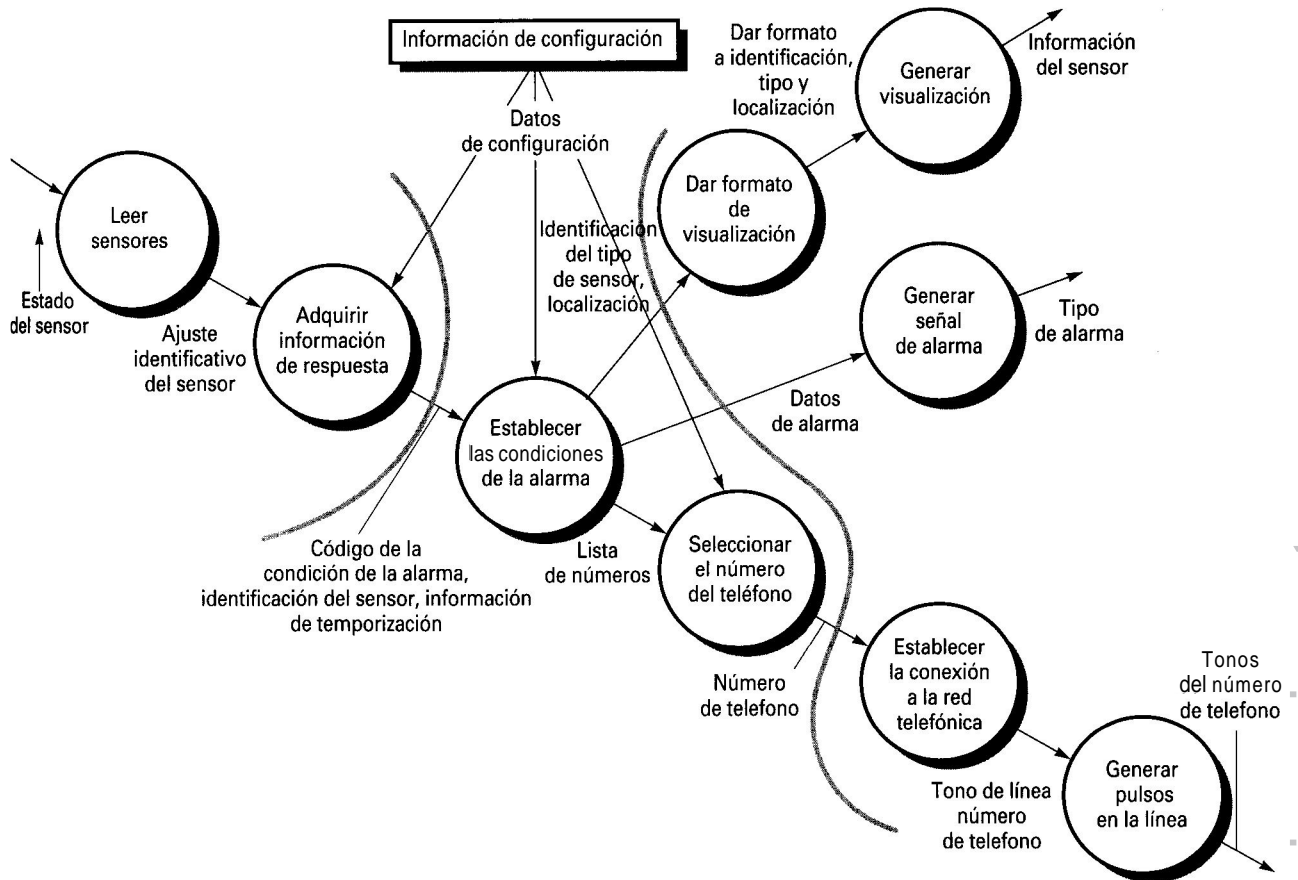 Información de configuración
Datos
de configuración
Dar formato
a identificación,
tipo y
localización
Generar
visualización
Información
del sensor
Leer
sensores
Estado
del sensor
Ajuste
identificativo
del sensor
Adquirir
información
de respuesta
Identificación
del tipo
de sensor,
localización
Dar formato
de
visualización
Generar
señal
de alarma
Tipo
de alarma
Datos
de alarma
Establecer
las condiciones
de la alarma
Código de la
condición de la alarma,
identificación del sensor, información
de temporización
Lista
de números
Seleccionar
el número
del teléfono
Número
de telefono
Establecer
la conexión
a la red
telefónica
Tono de línea
número
de telefono
Generar
pulsos
en la línea
Tonos
del número
de telefono